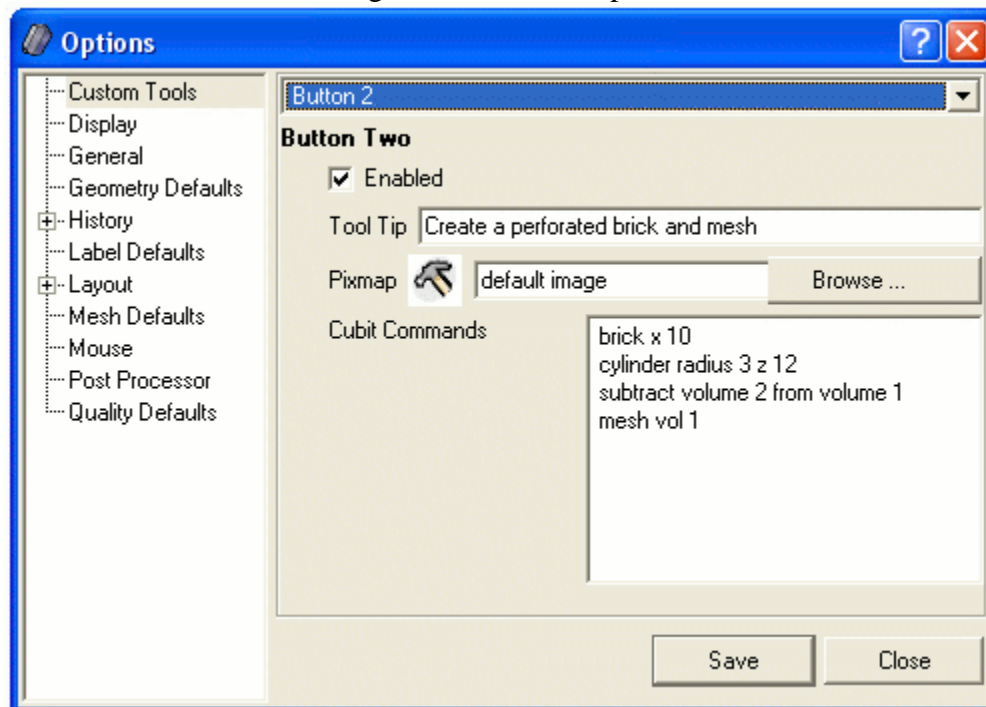 Options
Custom Tools
Display
General
Geometry Defaults
History
Label Defaults
Layout
Mesh Defaults
Mouse
Post Processor
Quality Defaults
Button 2
Button Two
Enabled
Tool Tip Create a perforated brick and mesh
Pixmap default image Browse ...
Cubit Commands
brick x 10
cylinder radius 3 z 12
subtract volume 2 from volume 1
mesh vol 1
Save Close